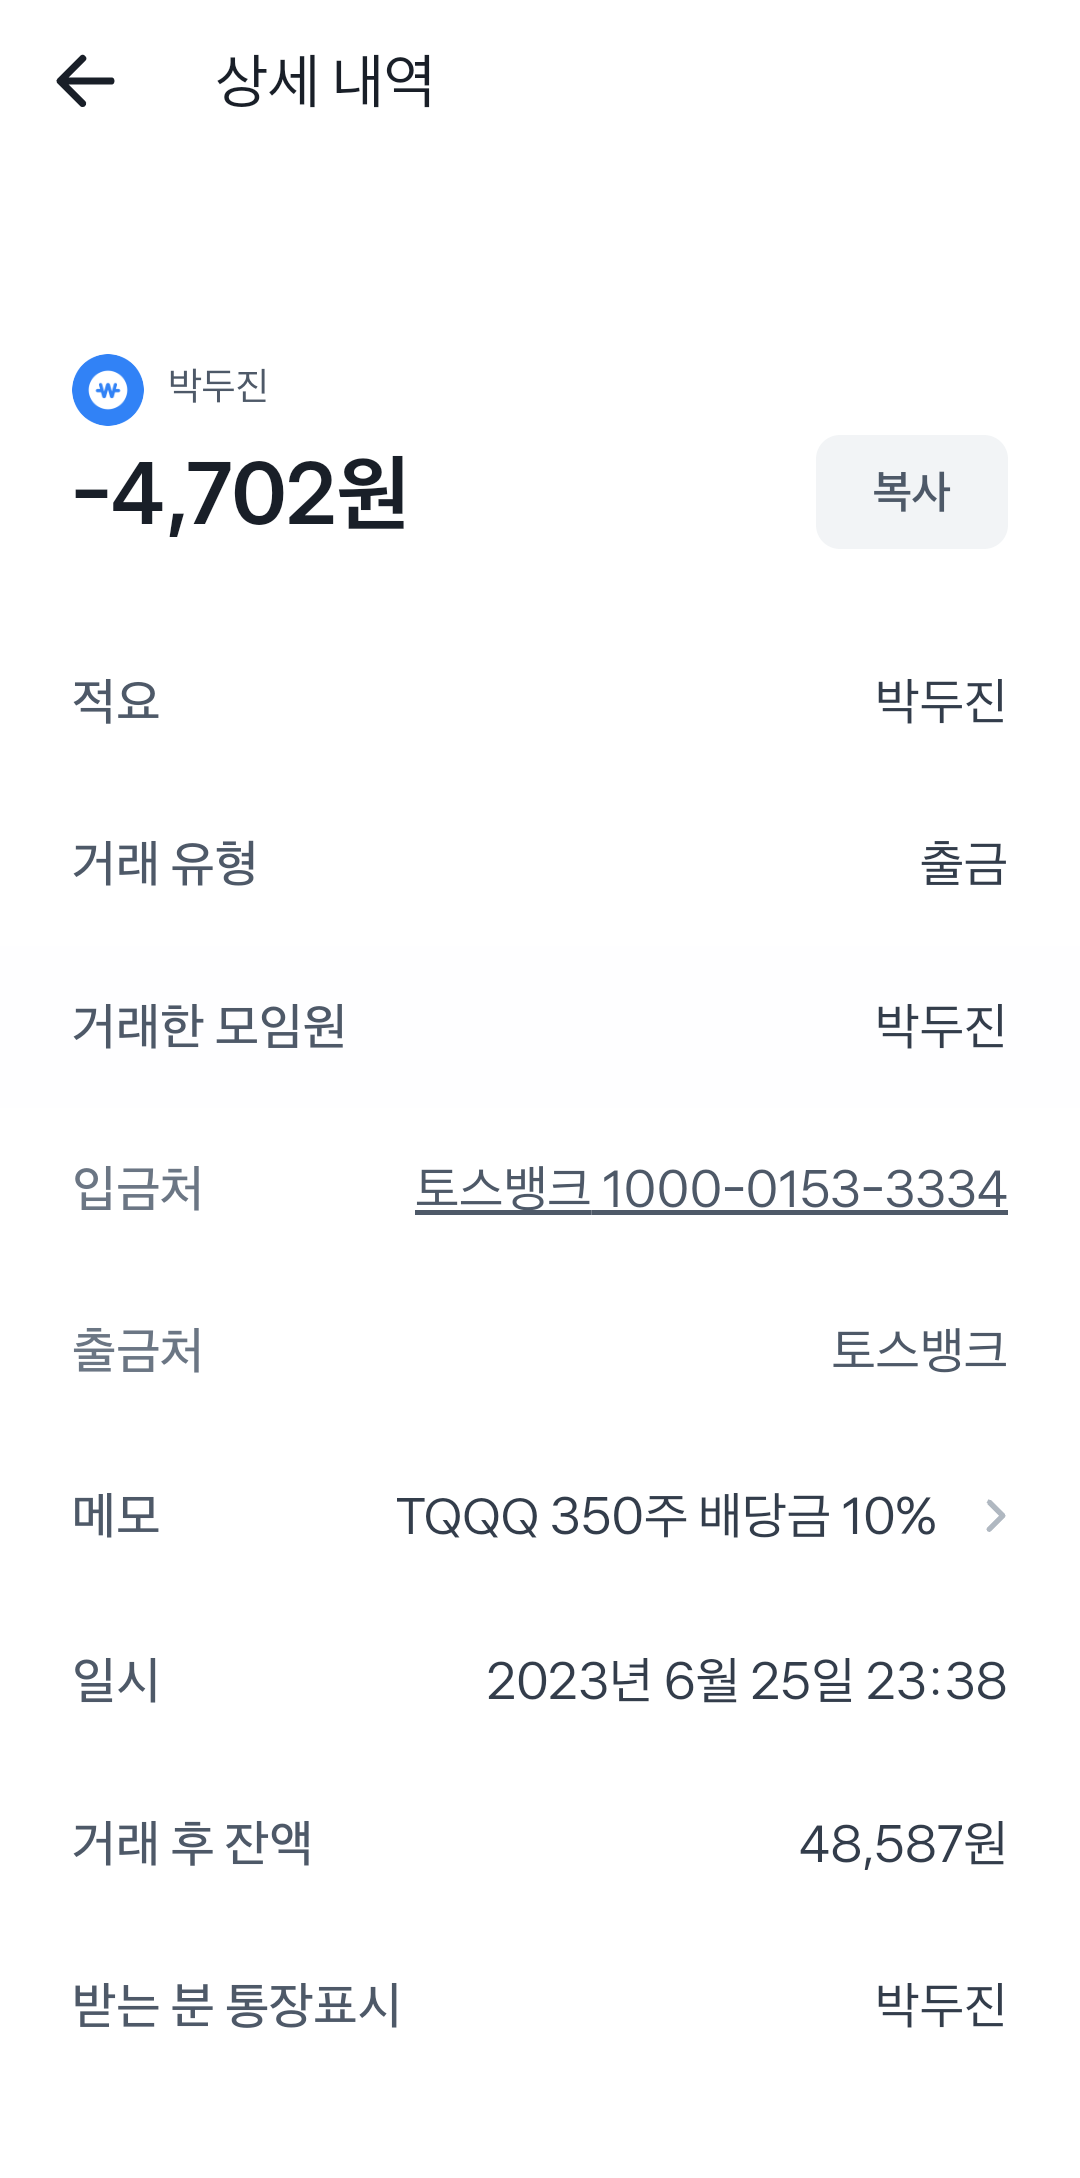 상세 내역
박두진
-4,702원
복사
적요 박두진
거래 유형 출금
거래한 모임원 박두진
입금처 토스뱅크 1000-0153-3334
출금처 토스뱅크
메모 TQQQ 350주 배당금 10%
일시 2023년 6월 25일 23:38
거래 후 잔액 48,587원
받는 분 통장표시 박두진